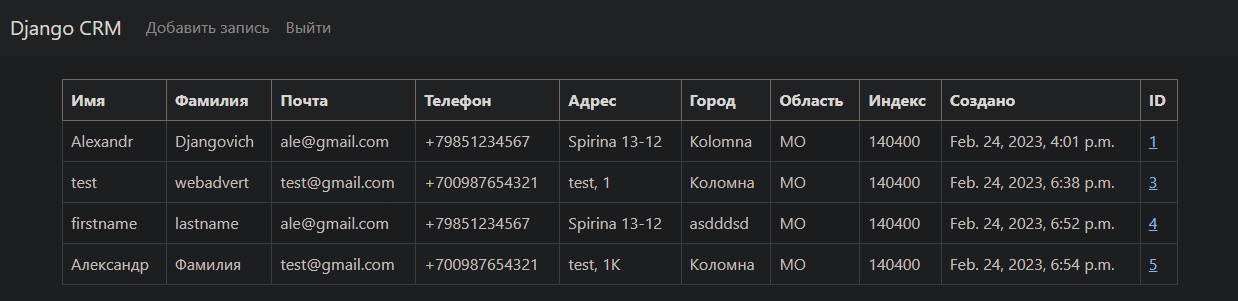 Django CRM Добавить запись Выйти
Имя Фамилия Почта Телефон Адрес Город Область Индекс Создано ID
Alexandr Djangovich ale@gmail.com +79851234567 Spirina 13-12 Kolomna МО 140400 Feb. 24, 2023, 4:01 p.m. 1
test webadvert test@gmail.com +700987654321 test, 1 Коломна МО 140400 Feb. 24, 2023, 6:38 p.m. 3
firstname lastname ale@gmail.com +79851234567 Spirina 13-12 asdddsd МО 140400 Feb. 24, 2023, 6:52 p.m. 4
Александр Фамилия test@gmail.com +700987654321 test, 1К Коломна МО 140400 Feb. 24, 2023, 6:54 p.m. 5